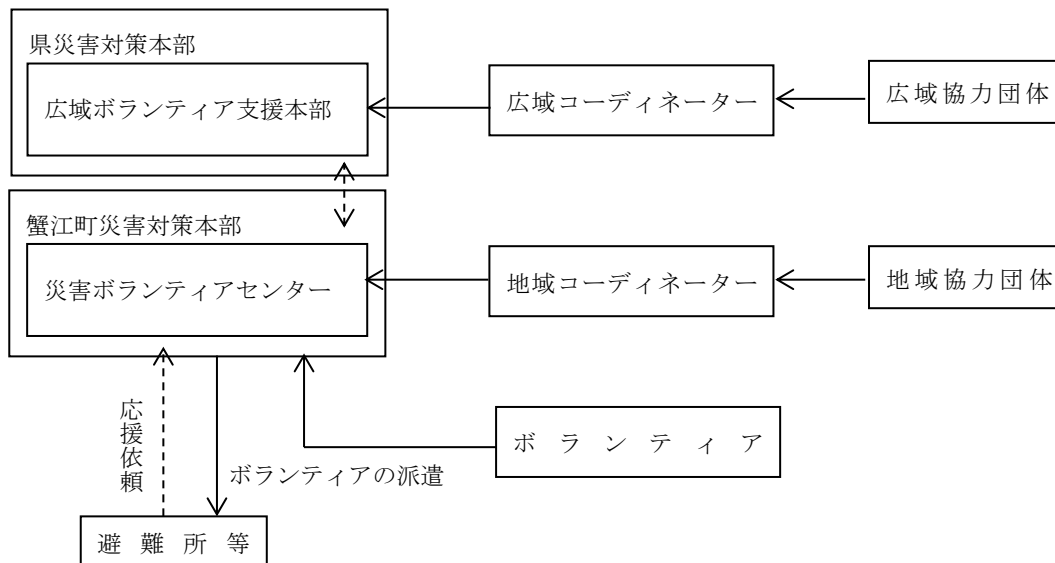 県災害対策本部
広域ボランティア支援本部
広域コーディネーター
広域協力団体
蟹江町災害対策本部
災害ボランティアセンター
地域コーディネーター
地域協力団体
応援依頼
ボランティアの派遣
ボランティア
避難所等